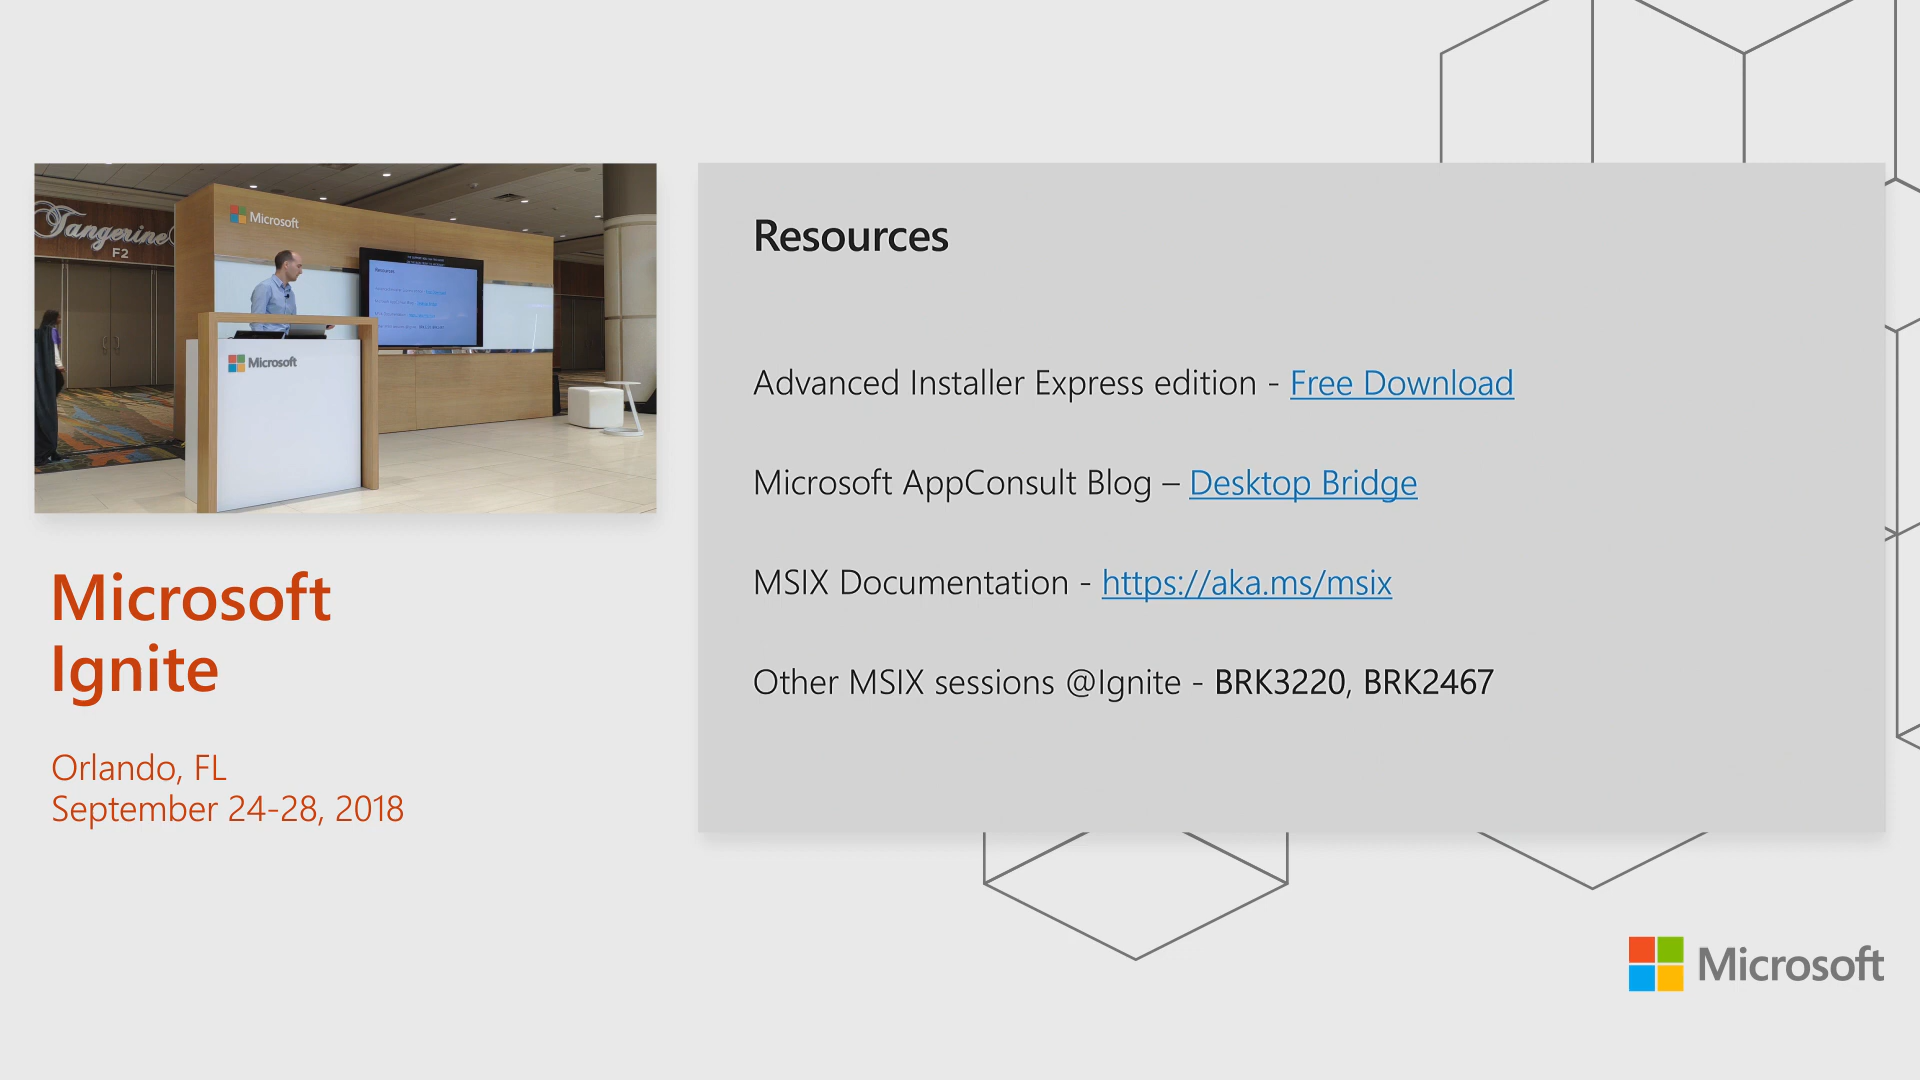 Tangerine
F2
Microsoft
Resources
Microsoft
Microsoft
Ignite
Orlando, FL
September 24-28, 2018
Resources
Advanced Installer Express edition - Free Download
Microsoft AppConsult Blog – Desktop Bridge
MSIX Documentation - https://aka.ms/msix
Other MSIX sessions @Ignite - BRK3220, BRK2467
Microsoft